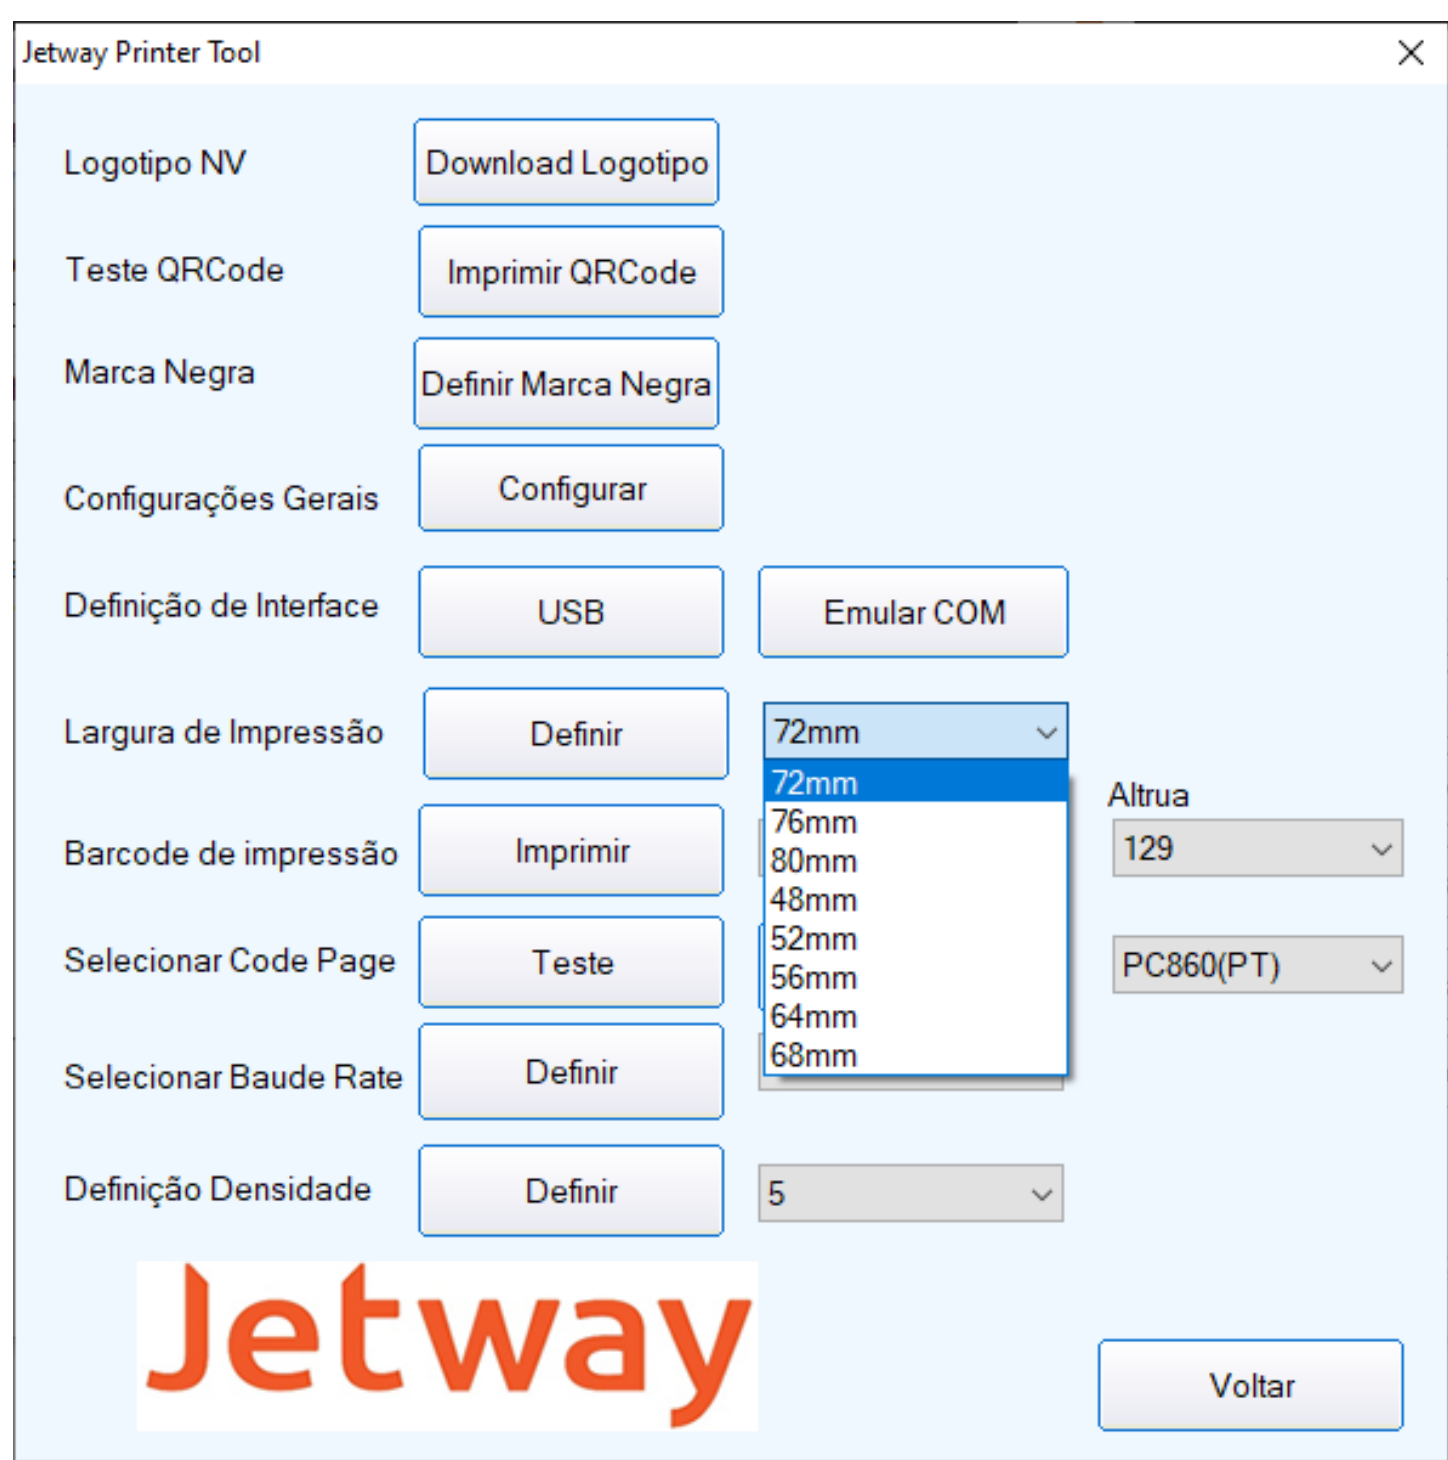 Jetway Printer Tool
Logotipo NV
Download Logotipo
Teste QRCode
Imprimir QRCode
Marca Negra
Definir Marca Negra
Configurações Gerais
Configurar
Definição de Interface
USB
Emular COM
Largura de Impressão
Definir
72mm
72mm
76mm
80mm
48mm
52mm
56mm
64mm
68mm
Altrua
Barcode de impressão
Imprimir
129
Selecionar Code Page
Teste
PC860(PT)
Selecionar Baude Rate
Definir
Definição Densidade
Definir
5
Jetway
Voltar